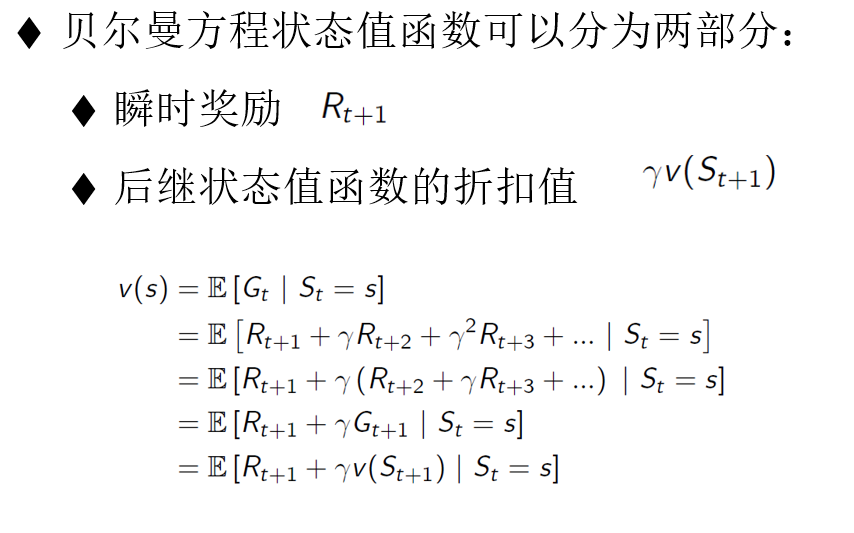 ♦ 贝尔曼方程状态值函数可以分为两部分：
♦ 瞬时奖励 R_{t+1}
♦ 后继状态值函数的折扣值 γv(S_{t+1})
v(s) = 𝔼 [G_t | S_t = s]
= 𝔼 [R_{t+1} + γR_{t+2} + γ²R_{t+3} + ... | S_t = s]
= 𝔼 [R_{t+1} + γ (R_{t+2} + γR_{t+3} + ...) | S_t = s]
= 𝔼 [R_{t+1} + γG_{t+1} | S_t = s]
= 𝔼 [R_{t+1} + γv(S_{t+1}) | S_t = s]